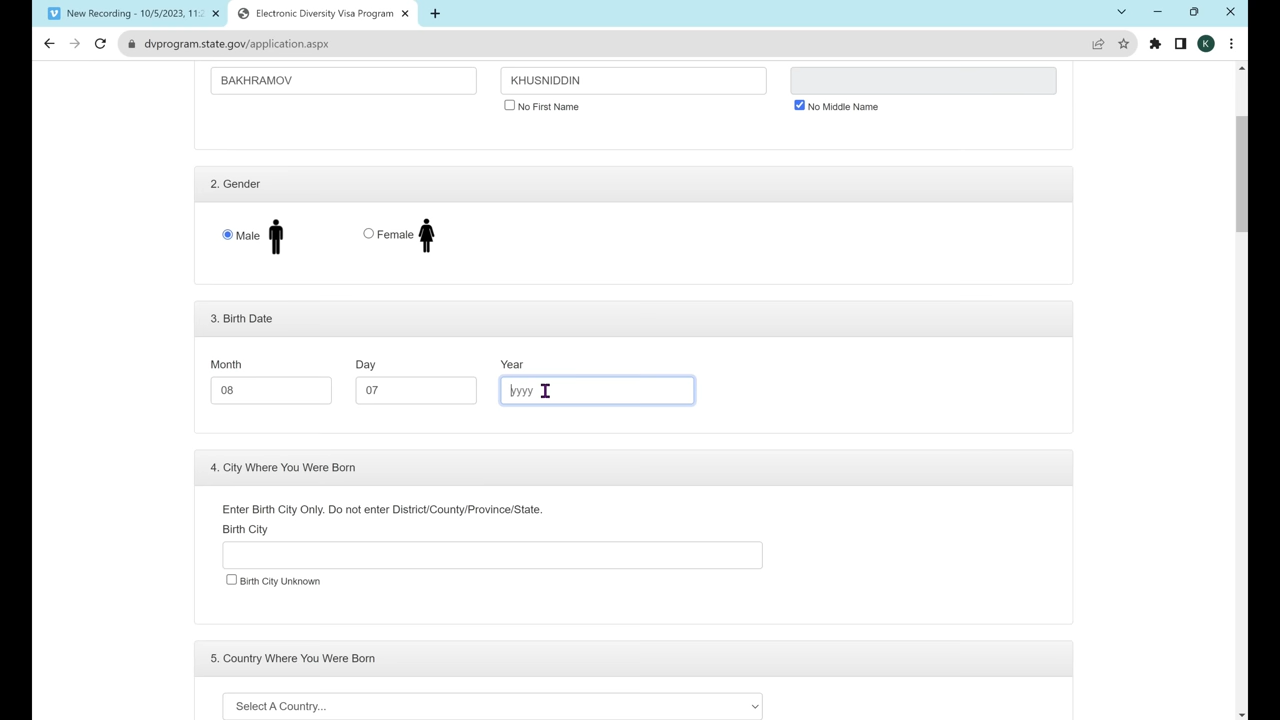 New Recording - 10/5/2023, 11:2
Electronic Diversity Visa Program
dvprogram.state.gov/application.aspx
K
BAKHRAMOV
KHUSNIDDIN
No First Name
No Middle Name
2. Gender
Male
Female
3. Birth Date
Month
Day
Year
08
07
yyyy
4. City Where You Were Born
Enter Birth City Only. Do not enter District/County/Province/State.
Birth City
Birth City Unknown
5. Country Where You Were Born
Select A Country...